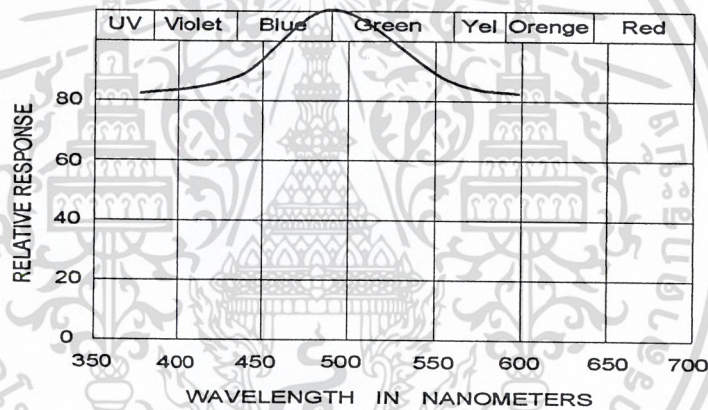 UV Violet Blue Green Yel Orenge Red
RELATIVE RESPONSE
80
60
40
20
0
350 400 450 500 550 600 650 700
WAVELENGTH IN NANOMETERS